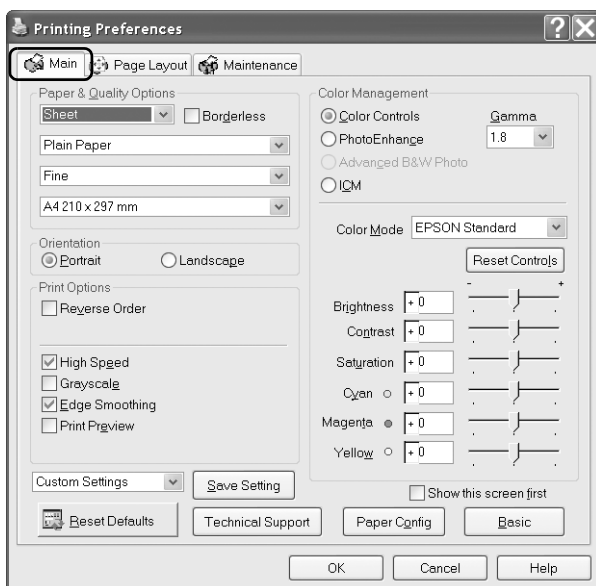 Printing Preferences
Main
Page Layout
Maintenance
Paper & Quality Options
Sheet
Borderless
Plain Paper
Fine
A4 210 x 297 mm
Orientation
Portrait
Landscape
Print Options
Reverse Order
High Speed
Grayscale
Edge Smoothing
Print Preview
Custom Settings
Save Setting
Reset Defaults
Technical Support
Color Management
Color Controls
Gamma
PhotoEnhance
1.8
Advanced B&W Photo
ICM
Color Mode
EPSON Standard
Reset Controls
- +
Brightness + 0
Contrast + 0
Saturation + 0
Cyan + 0
Magenta + 0
Yellow + 0
Show this screen first
Paper Config
Basic
OK
Cancel
Help